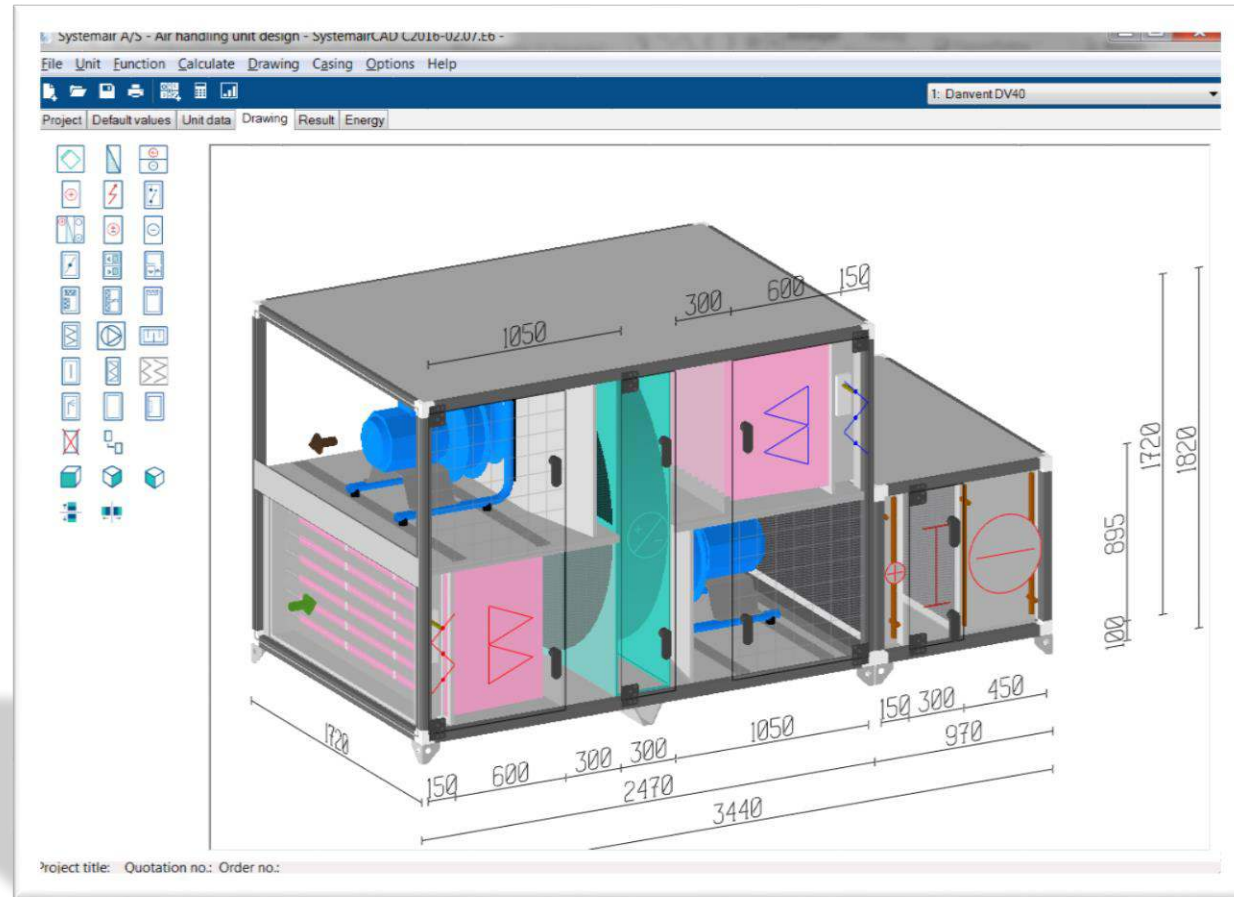 Systemair A/S - Air handling unit design - SystemairCAD C2016-02.07.E6 -
File Unit Function Calculate Drawing Casing Options Help
1: Danvent DV40
Project Default values Unit data Drawing Result Energy
150
600
300
1050
1720
1820
895
100
150 300 450
1050
970
300 300
150 600
2470
1720
3440
Project title: Quotation no.: Order no.: